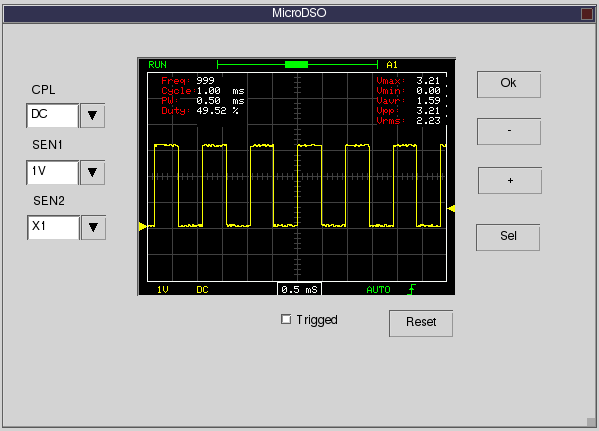 MicroDSO
CPL
DC
SEN1
1V
SEN2
X1
RUN
A1
Freq: 999
Cycle: 1.00 ms
PW: 0.50 ms
Duty: 49.52 %
Vmax: 3.21
Vmin: 0.00
Vavr: 1.59
Vpp: 3.21
Vrms: 2.23
1V DC 0.5 mS AUTO
Ok
-
+
Sel
Trigged
Reset